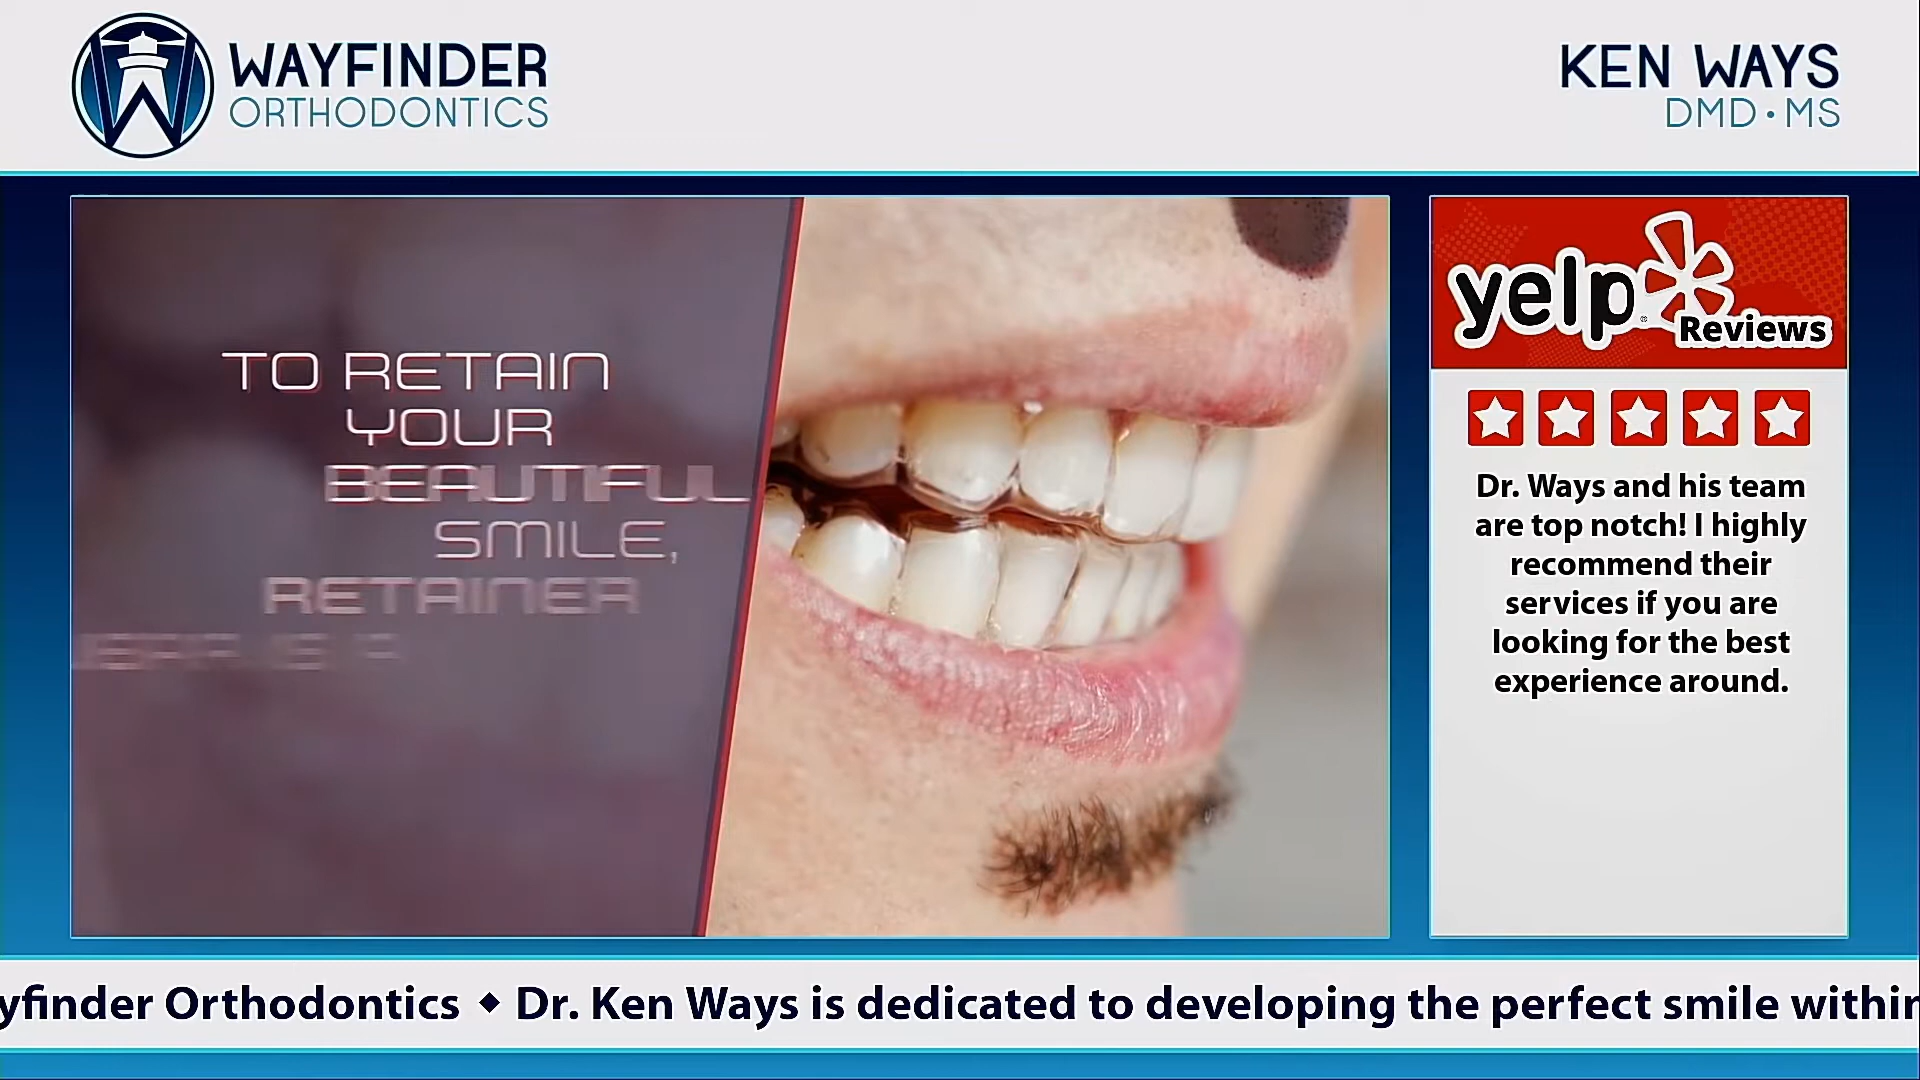 WAYFINDER
ORTHODONTICS
KEN WAYS
DMD • MS
TO RETAIN
YOUR
BEAUTIFUL
SMILE,
RETAINER
yelp
Reviews
Dr. Ways and his team
are top notch! I highly
recommend their
services if you are
looking for the best
experience around.
yfinder Orthodontics ◆ Dr. Ken Ways is dedicated to developing the perfect smile within